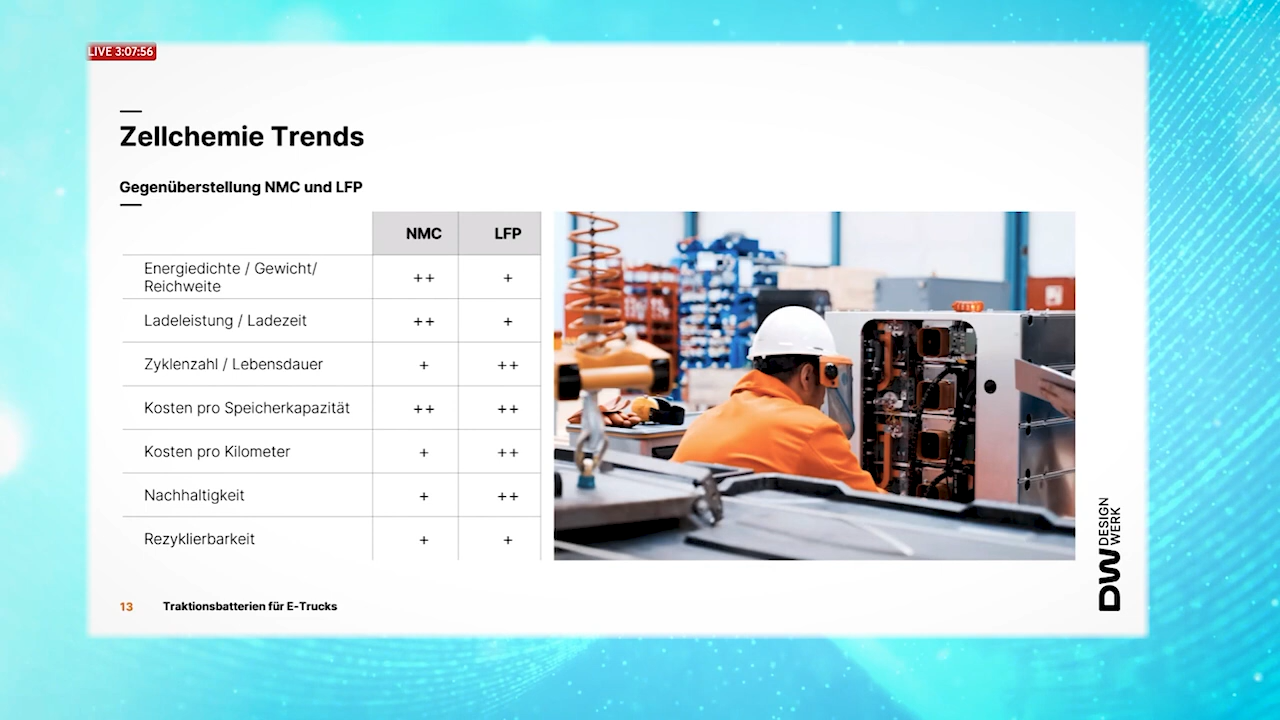 LIVE 3:07:56
Zellchemie Trends
Gegenüberstellung NMC und LFP
NMC LFP
Energiedichte / Gewicht/
Reichweite ++ +
Ladeleistung / Ladezeit ++ +
Zyklenzahl / Lebensdauer + ++
Kosten pro Speicherkapazität ++ ++
Kosten pro Kilometer + ++
Nachhaltigkeit + ++
Rezyklierbarkeit + +
13 Traktionsbatterien für E-Trucks
DW DESIGN
WERK